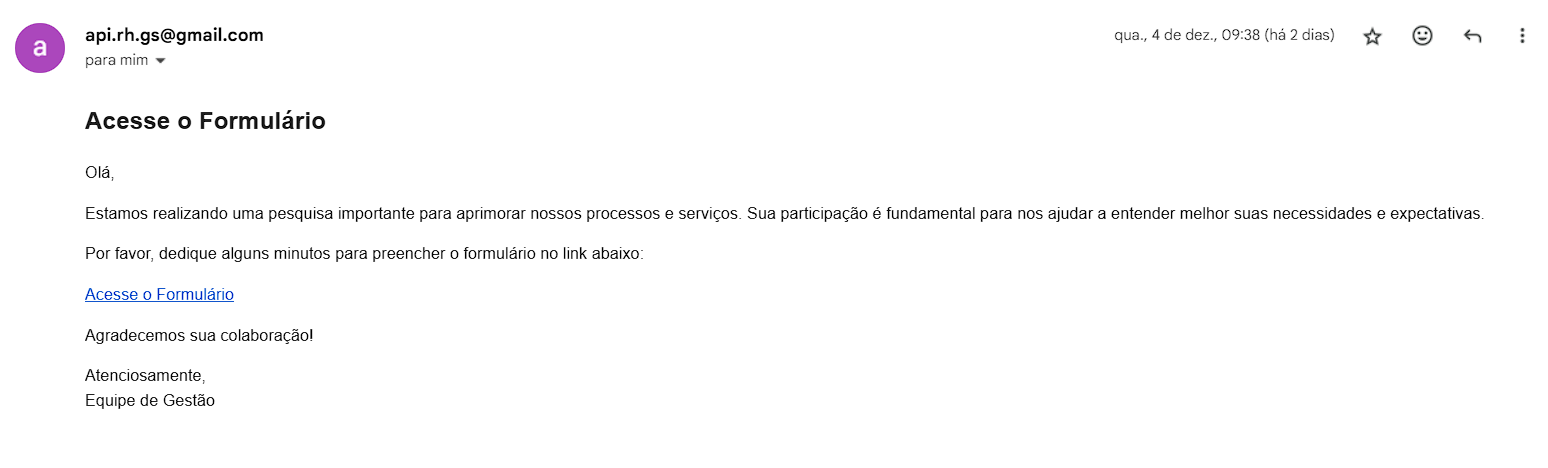 a
api.rh.gs@gmail.com
qua., 4 de dez., 09:38 (há 2 dias)
para mim
Acesse o Formulário
Olá,
Estamos realizando uma pesquisa importante para aprimorar nossos processos e serviços. Sua participação é fundamental para nos ajudar a entender melhor suas necessidades e expectativas.
Por favor, dedique alguns minutos para preencher o formulário no link abaixo:
Acesse o Formulário
Agradecemos sua colaboração!
Atenciosamente,
Equipe de Gestão